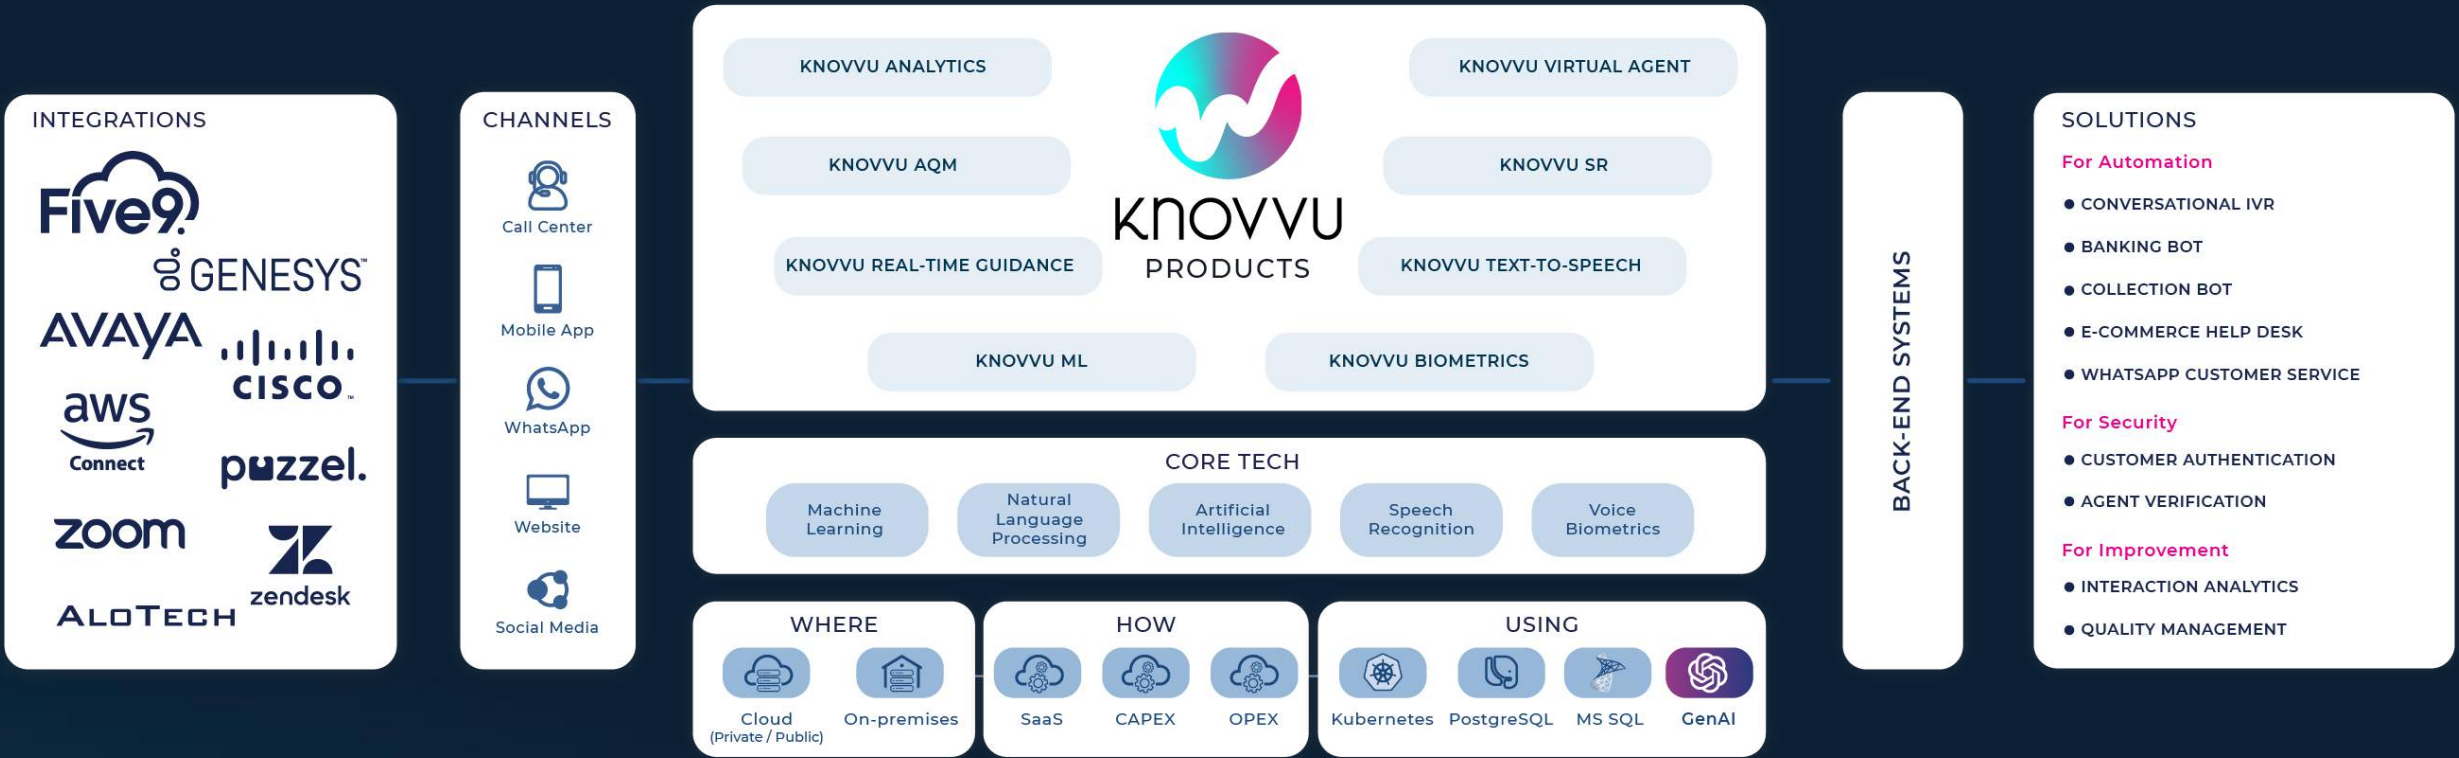 INTEGRATIONS
Five9
GENESYS™
AVAYA
CISCO™
aws
Connect
puzzel.
zoom
zendesk
ALOTECH
CHANNELS
Call Center
Mobile App
WhatsApp
Website
Social Media
KNOVVU ANALYTICS
KNOVVU AQM
KNOVVU REAL-TIME GUIDANCE
KNOVVU ML
KNOVVU
PRODUCTS
KNOVVU VIRTUAL AGENT
KNOVVU SR
KNOVVU TEXT-TO-SPEECH
KNOVVU BIOMETRICS
CORE TECH
Machine
Learning
Natural
Language
Processing
Artificial
Intelligence
Speech
Recognition
Voice
Biometrics
WHERE
Cloud
(Private / Public)
On-premises
HOW
SaaS
CAPEX
OPEX
USING
Kubernetes
PostgreSQL
MS SQL
GenAI
BACK-END SYSTEMS
SOLUTIONS
For Automation
CONVERSATIONAL IVR
BANKING BOT
COLLECTION BOT
E-COMMERCE HELP DESK
WHATSAPP CUSTOMER SERVICE
For Security
CUSTOMER AUTHENTICATION
AGENT VERIFICATION
For Improvement
INTERACTION ANALYTICS
QUALITY MANAGEMENT